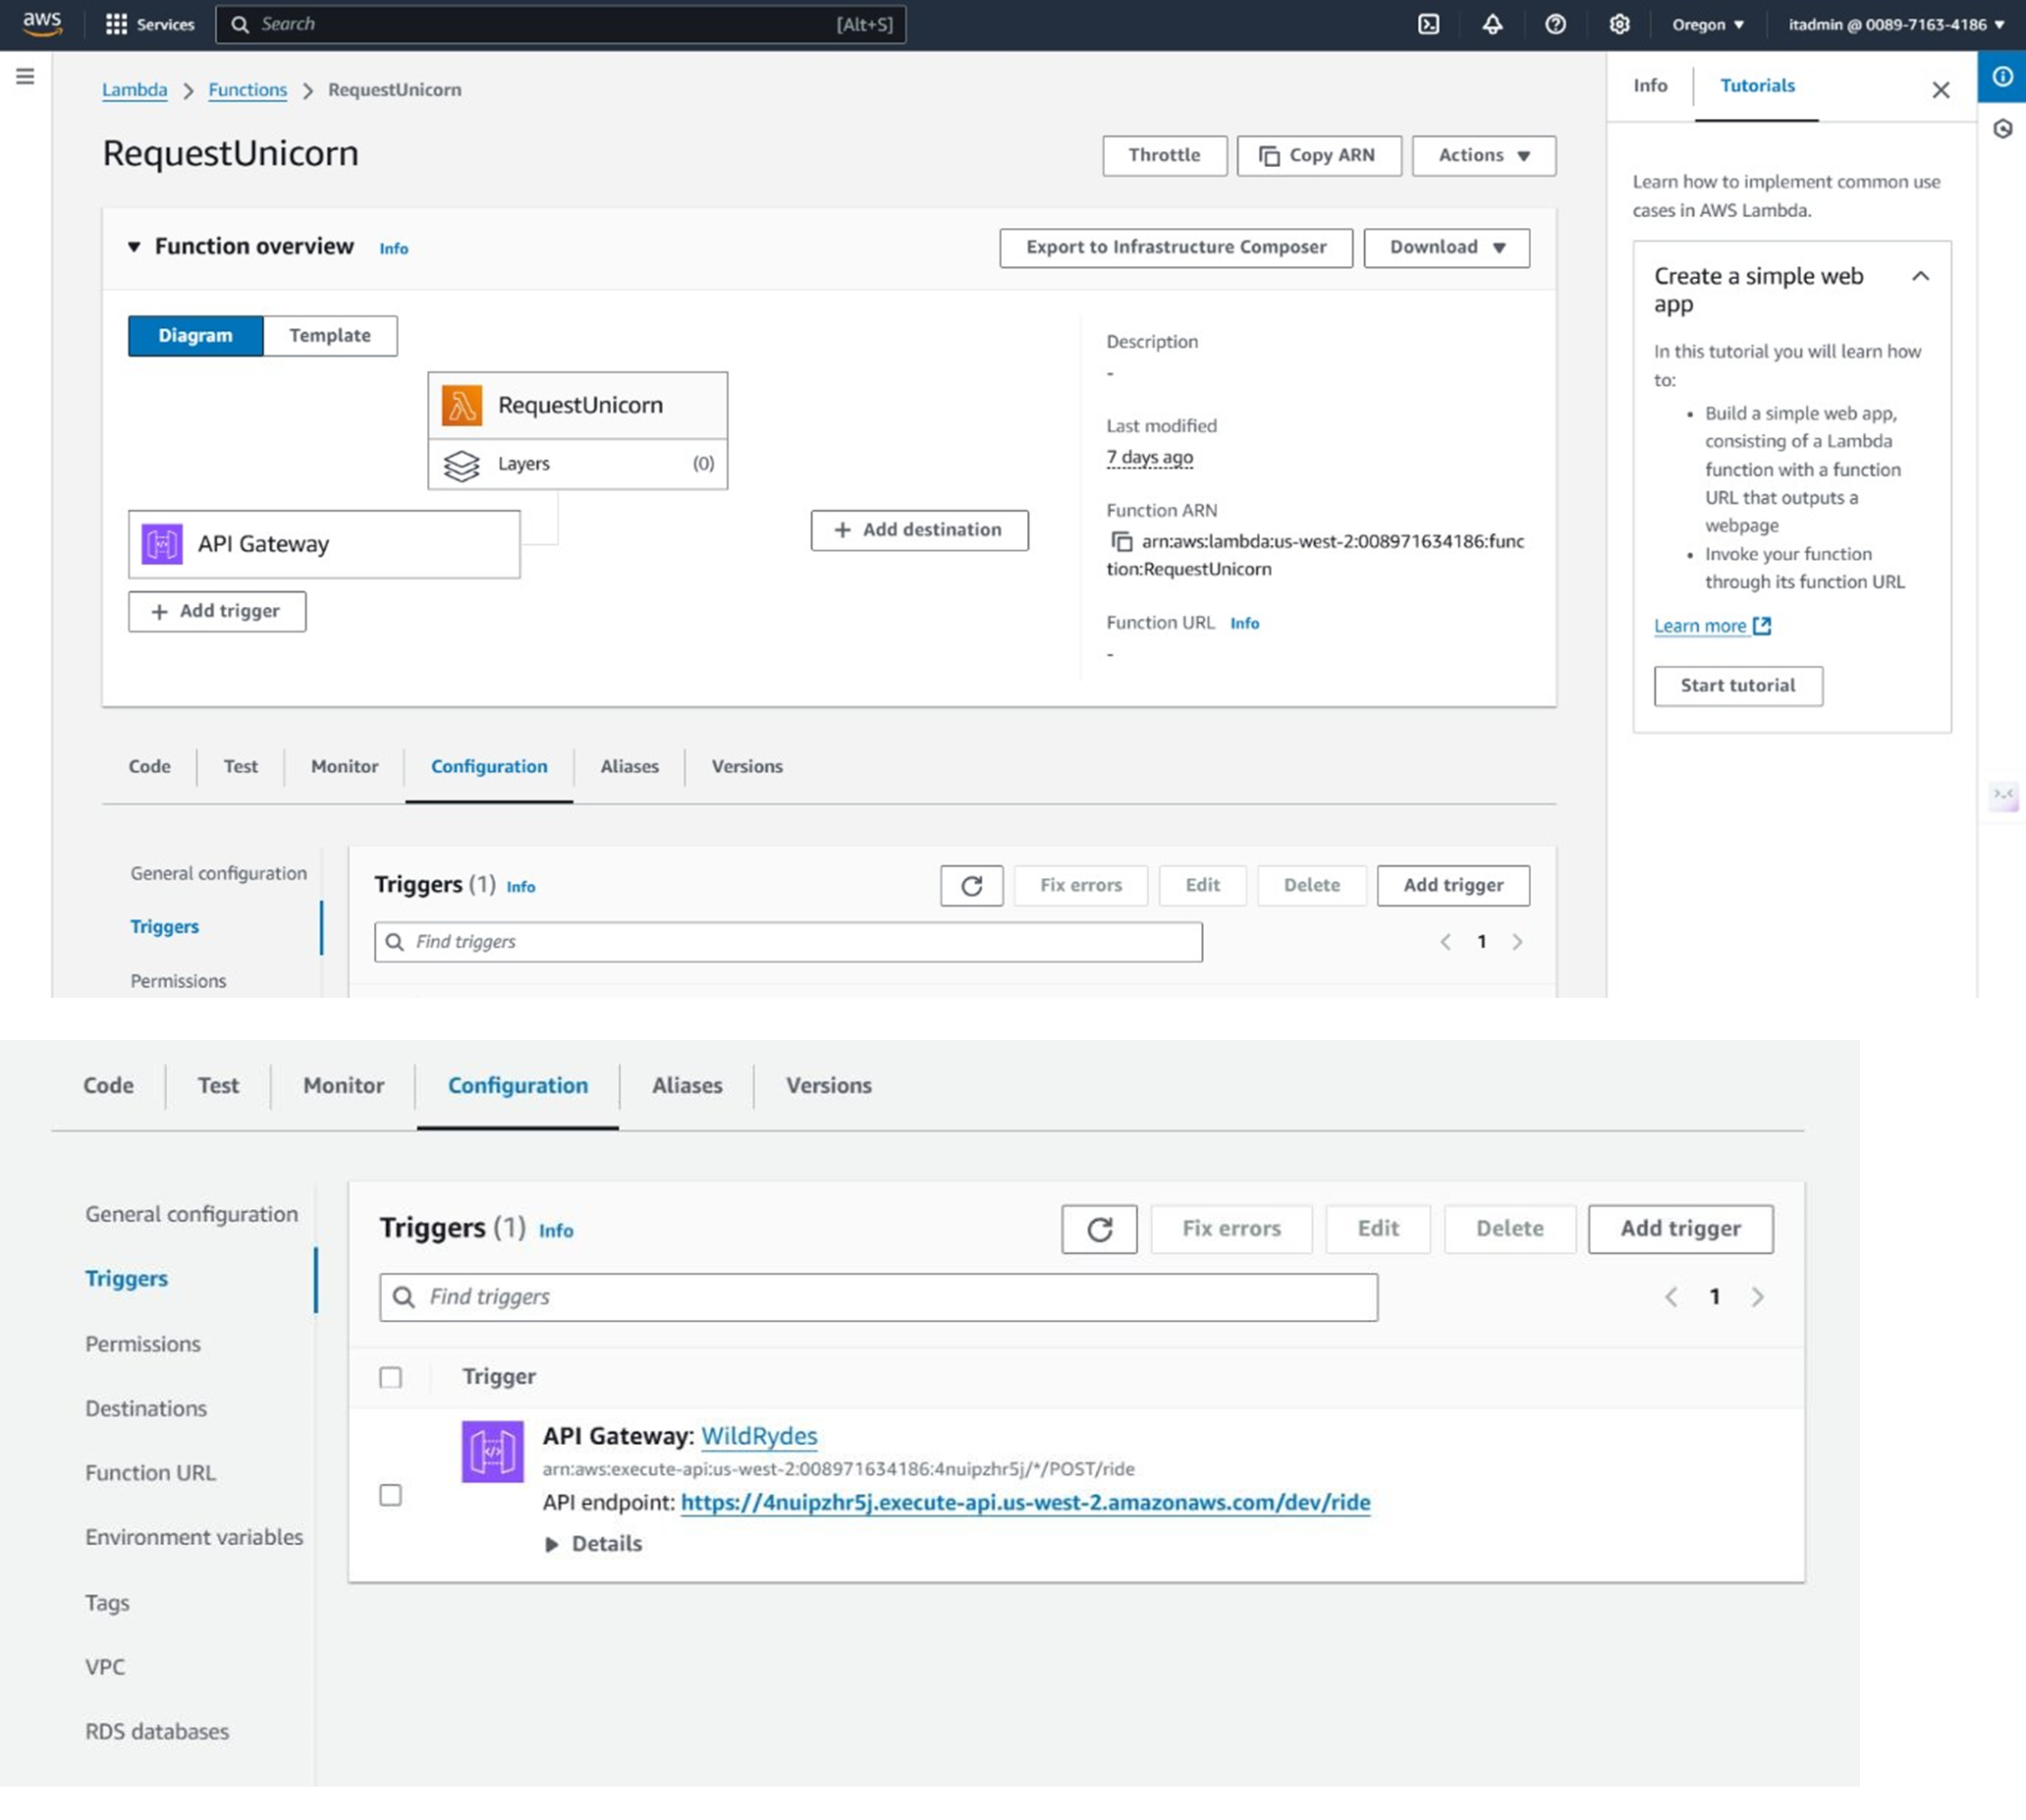 aws
Services
Search
[Alt+S]
Oregon ▼
itadmin @ 0089-7163-4186 ▼
Lambda > Functions > RequestUnicorn
RequestUnicorn
Throttle
Copy ARN
Actions ▼
▼ Function overview Info
Export to Infrastructure Composer
Download ▼
Diagram
Template
RequestUnicorn
Layers (0)
API Gateway
+ Add trigger
+ Add destination
Description
-
Last modified
7 days ago
Function ARN
arn:aws:lambda:us-west-2:008971634186:func
tion:RequestUnicorn
Function URL Info
-
Info
Tutorials
Learn how to implement common use
cases in AWS Lambda.
Create a simple web
app
In this tutorial you will learn how
to:
• Build a simple web app,
consisting of a Lambda
function with a function
URL that outputs a
webpage
• Invoke your function
through its function URL
Learn more
Start tutorial
Code
Test
Monitor
Configuration
Aliases
Versions
General configuration
Triggers
Permissions
Triggers (1) Info
Fix errors
Edit
Delete
Add trigger
Find triggers
< 1 >
Code
Test
Monitor
Configuration
Aliases
Versions
General configuration
Triggers
Permissions
Destinations
Function URL
Environment variables
Tags
VPC
RDS databases
Triggers (1) Info
Fix errors
Edit
Delete
Add trigger
Find triggers
< 1 >
Trigger
API Gateway: WildRydes
arn:aws:execute-api:us-west-2:008971634186:4nuipzhr5j/*/POST/ride
API endpoint: https://4nuipzhr5j.execute-api.us-west-2.amazonaws.com/dev/ride
▶ Details